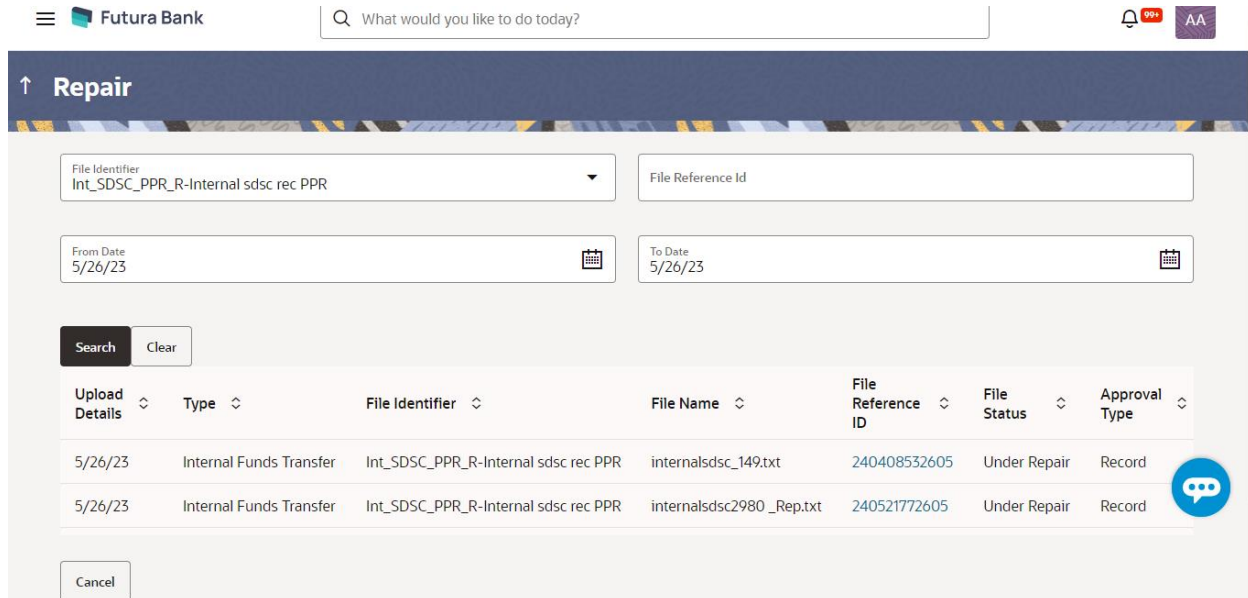 Futura Bank
What would you like to do today?
99+
AA
Repair
File Identifier
Int_SDSC_PPR_R-Internal sdsc rec PPR
File Reference Id
From Date
5/26/23
To Date
5/26/23
Search
Clear
Upload Details
Type
File Identifier
File Name
File Reference ID
File Status
Approval Type
5/26/23 Internal Funds Transfer Int_SDSC_PPR_R-Internal sdsc rec PPR internalsdsc_149.txt 240408532605 Under Repair Record
5/26/23 Internal Funds Transfer Int_SDSC_PPR_R-Internal sdsc rec PPR internalsdsc2980 _Rep.txt 240521772605 Under Repair Record
Cancel